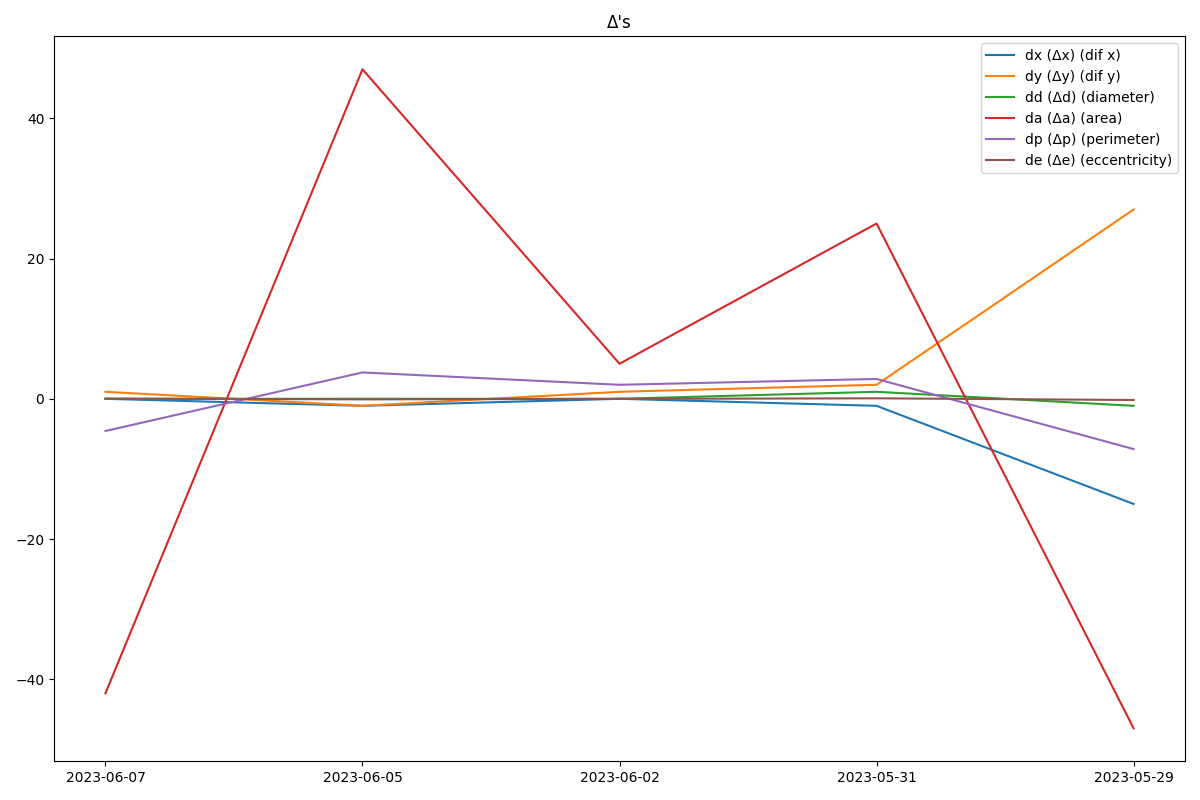 Δ's
dx (Δx) (dif x)
dy (Δy) (dif y)
dd (Δd) (diameter)
da (Δa) (area)
dp (Δp) (perimeter)
de (Δe) (eccentricity)
40
20
0
−20
−40
2023-06-07 2023-06-05 2023-06-02 2023-05-31 2023-05-29